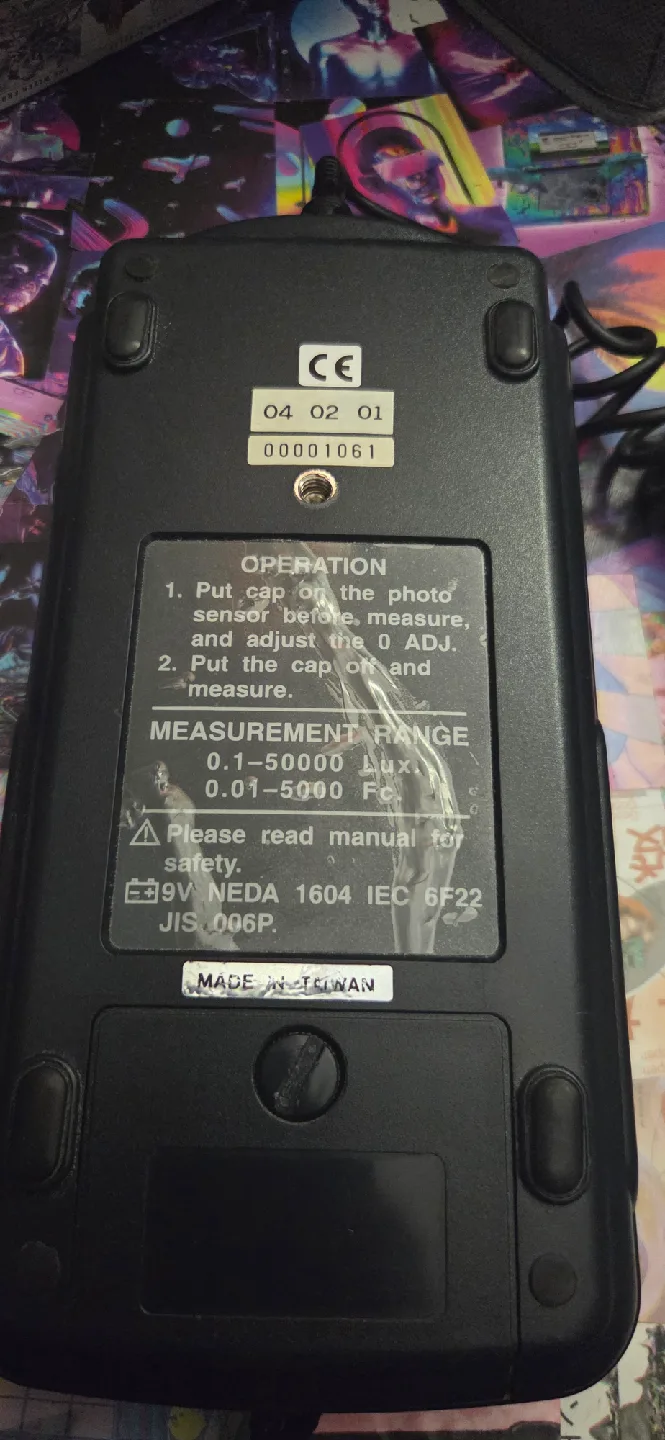 CE
04 02 01
00001061
OPERATION
1. Put cap on the photo
sensor before measure,
and adjust the 0 ADJ.
2. Put the cap off and
measure.
MEASUREMENT RANGE
0.1-50000 Lux.
0.01-5000 Fc
Please read manual for
safety.
9V NEDA 1604 IEC 6F22
JIS 006P.
MADE IN TAIWAN